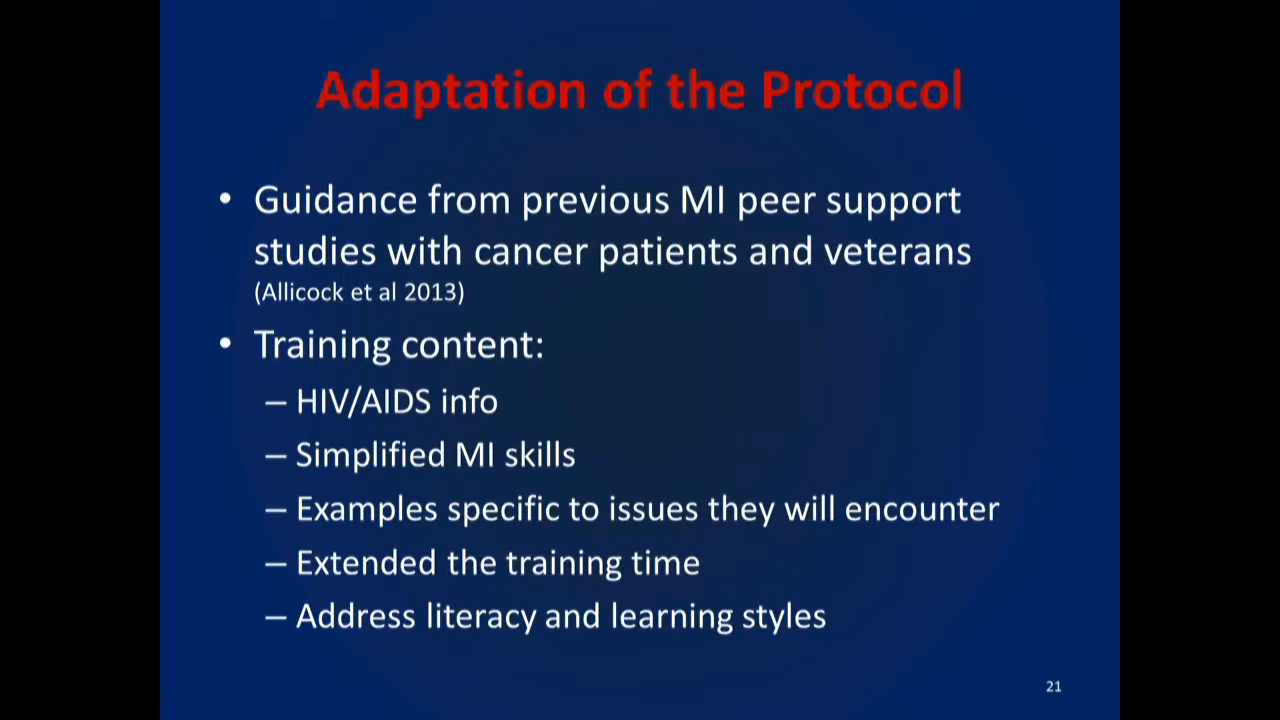 Adaptation of the Protocol
• Guidance from previous MI peer support
studies with cancer patients and veterans
(Allicock et al 2013)
• Training content:
– HIV/AIDS info
– Simplified MI skills
– Examples specific to issues they will encounter
– Extended the training time
– Address literacy and learning styles
21